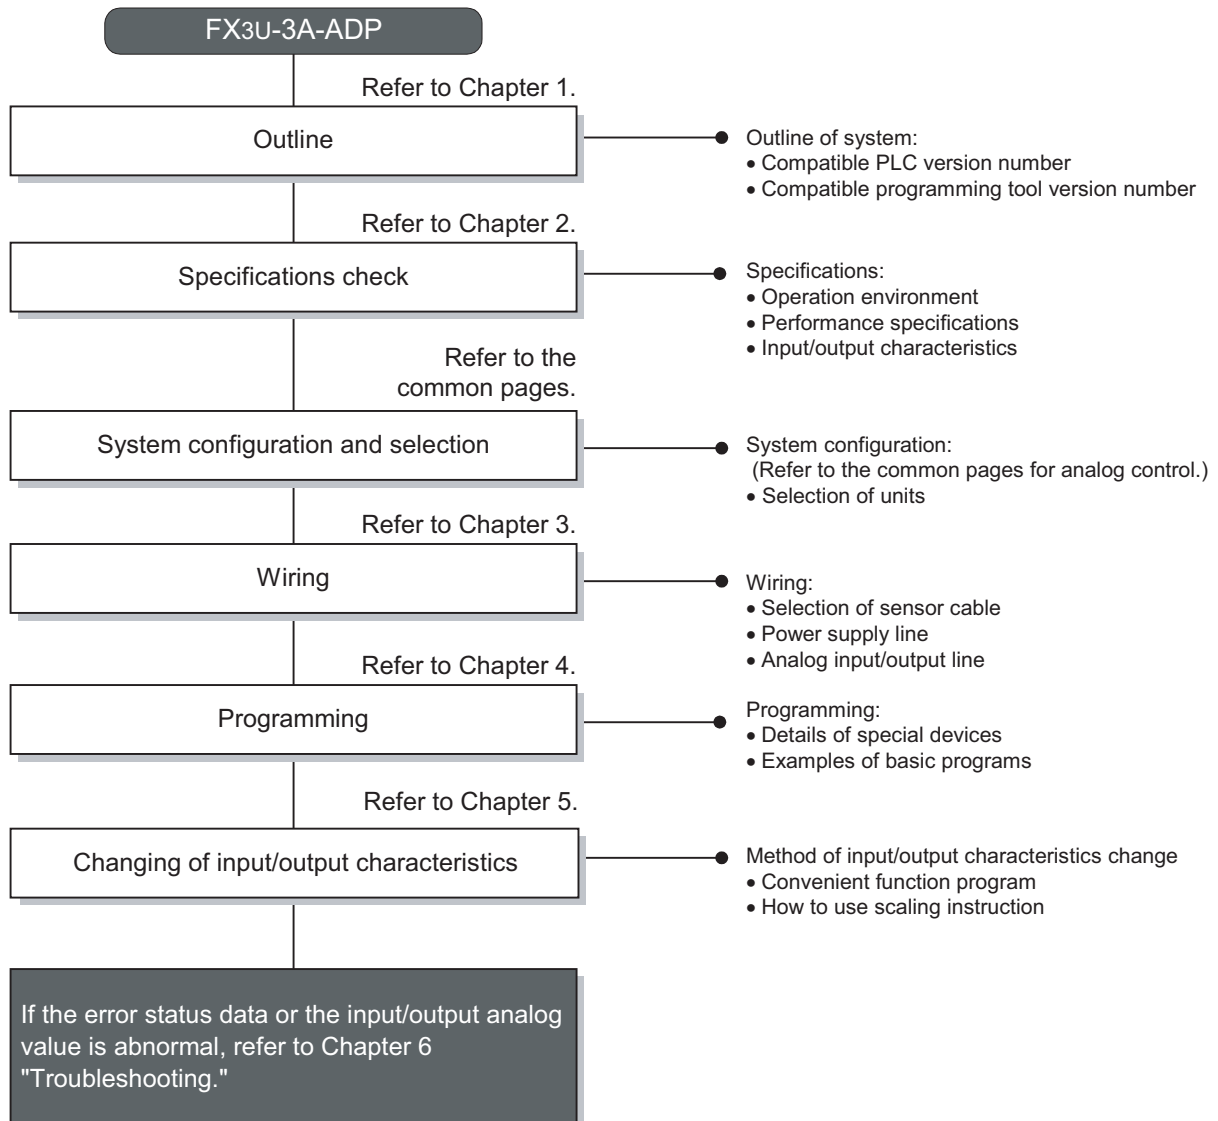 FX3U-3A-ADP
Refer to Chapter 1.
Outline
Outline of system:
• Compatible PLC version number
• Compatible programming tool version number
Refer to Chapter 2.
Specifications check
Specifications:
• Operation environment
• Performance specifications
• Input/output characteristics
Refer to the
common pages.
System configuration and selection
System configuration:
(Refer to the common pages for analog control.)
• Selection of units
Refer to Chapter 3.
Wiring
Wiring:
• Selection of sensor cable
• Power supply line
• Analog input/output line
Refer to Chapter 4.
Programming
Programming:
• Details of special devices
• Examples of basic programs
Refer to Chapter 5.
Changing of input/output characteristics
Method of input/output characteristics change
• Convenient function program
• How to use scaling instruction
If the error status data or the input/output analog
value is abnormal, refer to Chapter 6
"Troubleshooting."